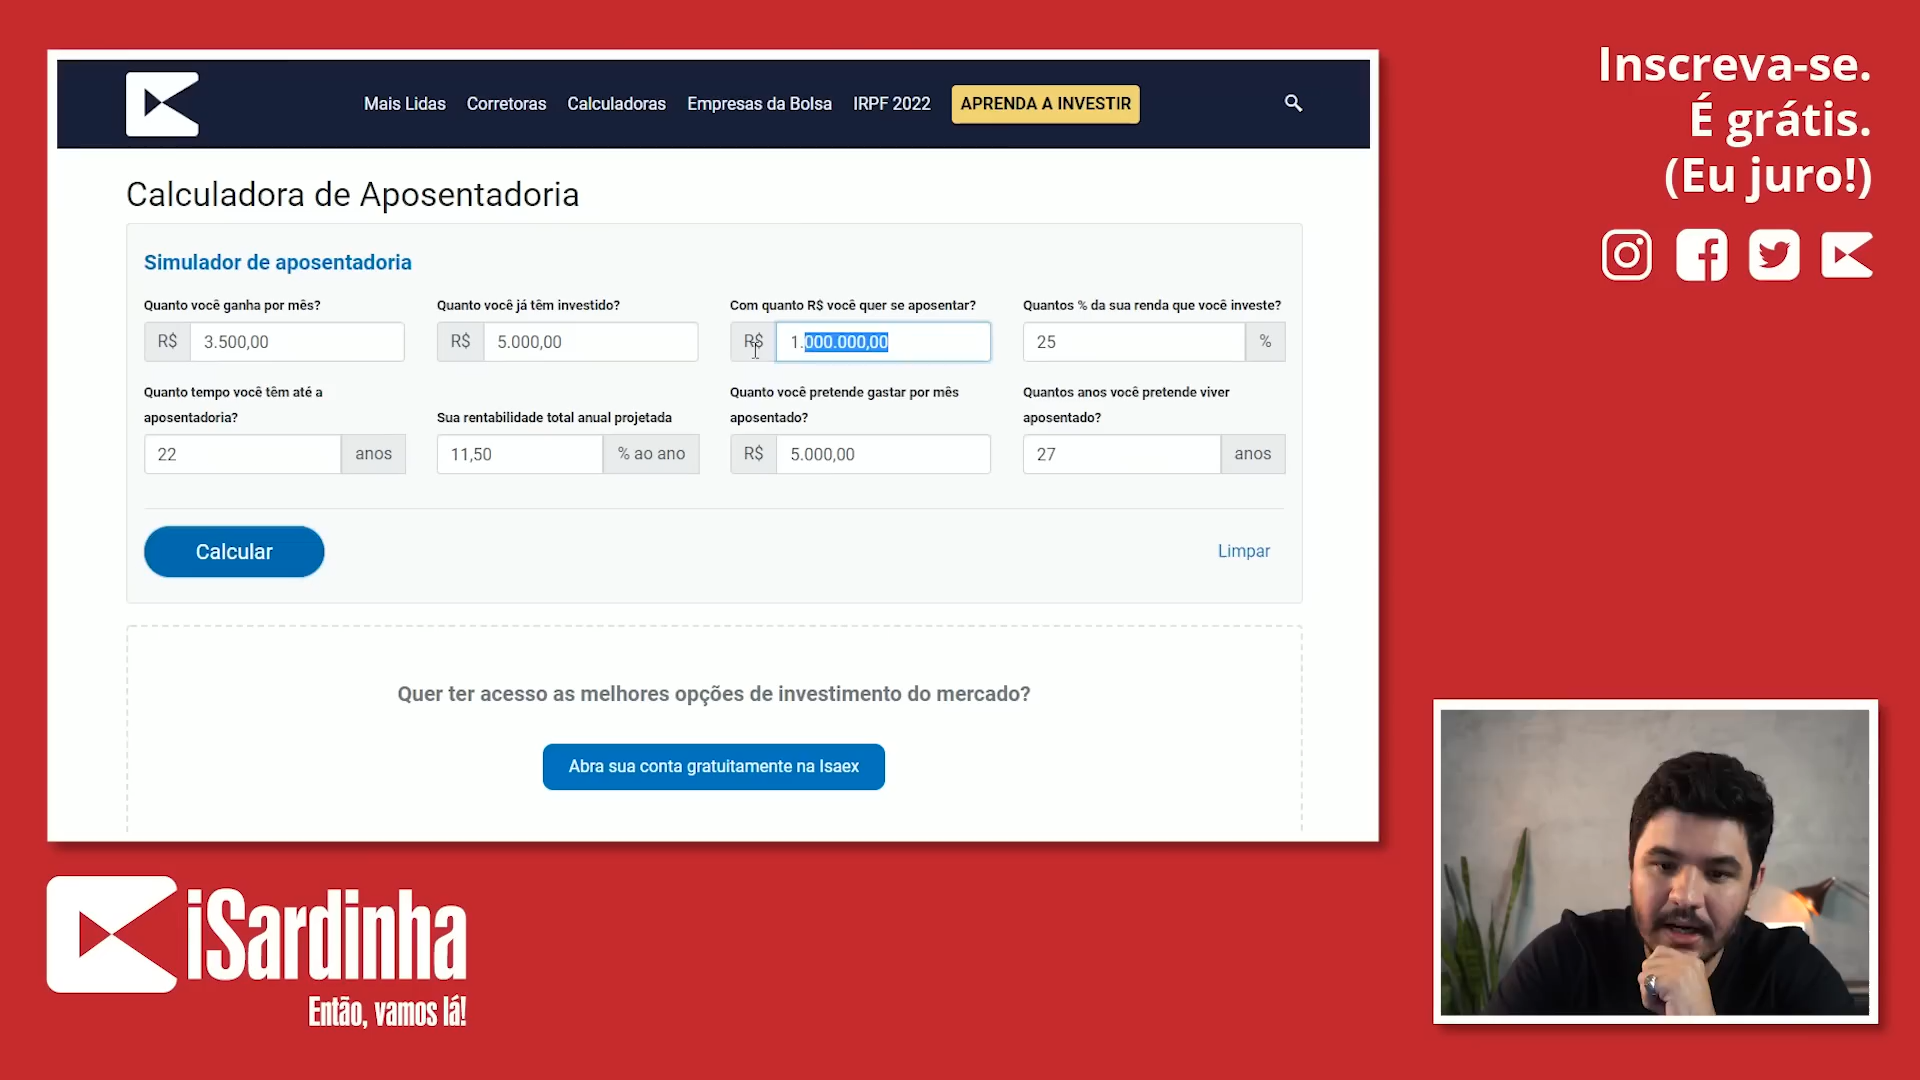 Mais Lidas Corretoras Calculadoras Empresas da Bolsa IRPF 2022 APRENDA A INVESTIR
Calculadora de Aposentadoria
Simulador de aposentadoria
Quanto você ganha por mês?
R$ 3.500,00
Quanto você já têm investido?
R$ 5.000,00
Com quanto R$ você quer se aposentar?
R$ 1.000.000,00
Quantos % da sua renda que você investe?
25 %
Quanto tempo você têm até a
aposentadoria?
22 anos
Sua rentabilidade total anual projetada
11,50 % ao ano
Quanto você pretende gastar por mês
aposentado?
R$ 5.000,00
Quantos anos você pretende viver
aposentado?
27 anos
Calcular
Limpar
Quer ter acesso as melhores opções de investimento do mercado?
Abra sua conta gratuitamente na Isaex
Inscreva-se.
É grátis.
(Eu juro!)
iSardinha
Então, vamos lá!